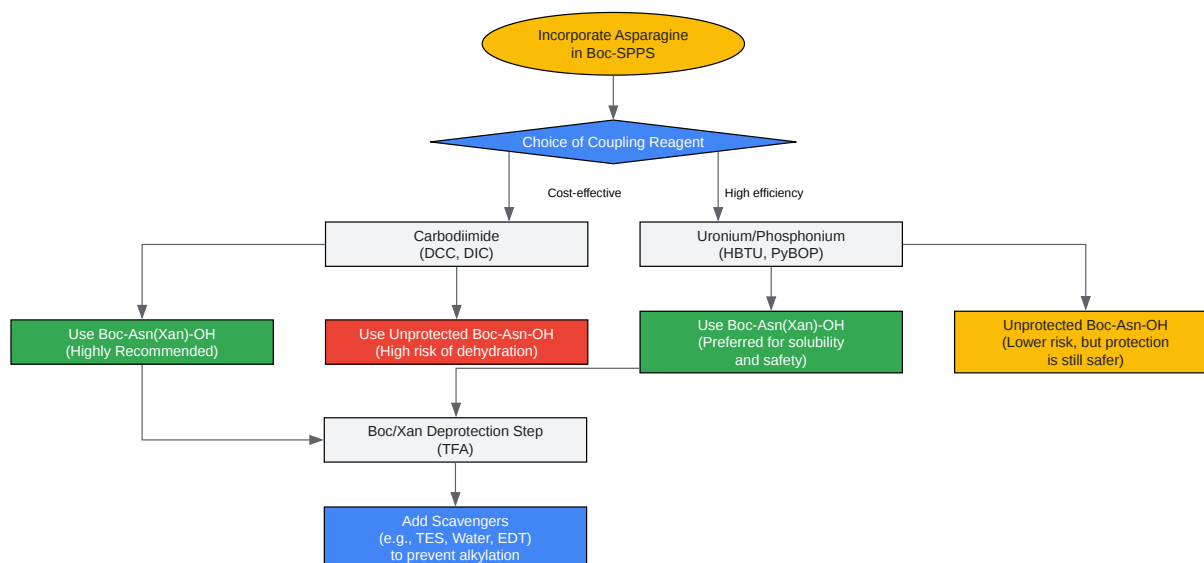 Incorporate Asparagine
in Boc-SPPS
Choice of Coupling Reagent
Cost-effective
High efficiency
Carbodiimide
(DCC, DIC)
Uronium/Phosphonium
(HBTU, PyBOP)
Use Boc-Asn(Xan)-OH
(Highly Recommended)
Use Unprotected Boc-Asn-OH
(High risk of dehydration)
Use Boc-Asn(Xan)-OH
(Preferred for solubility
and safety)
Unprotected Boc-Asn-OH
(Lower risk, but protection
is still safer)
Boc/Xan Deprotection Step
(TFA)
Add Scavengers
(e.g., TES, Water, EDT)
to prevent alkylation